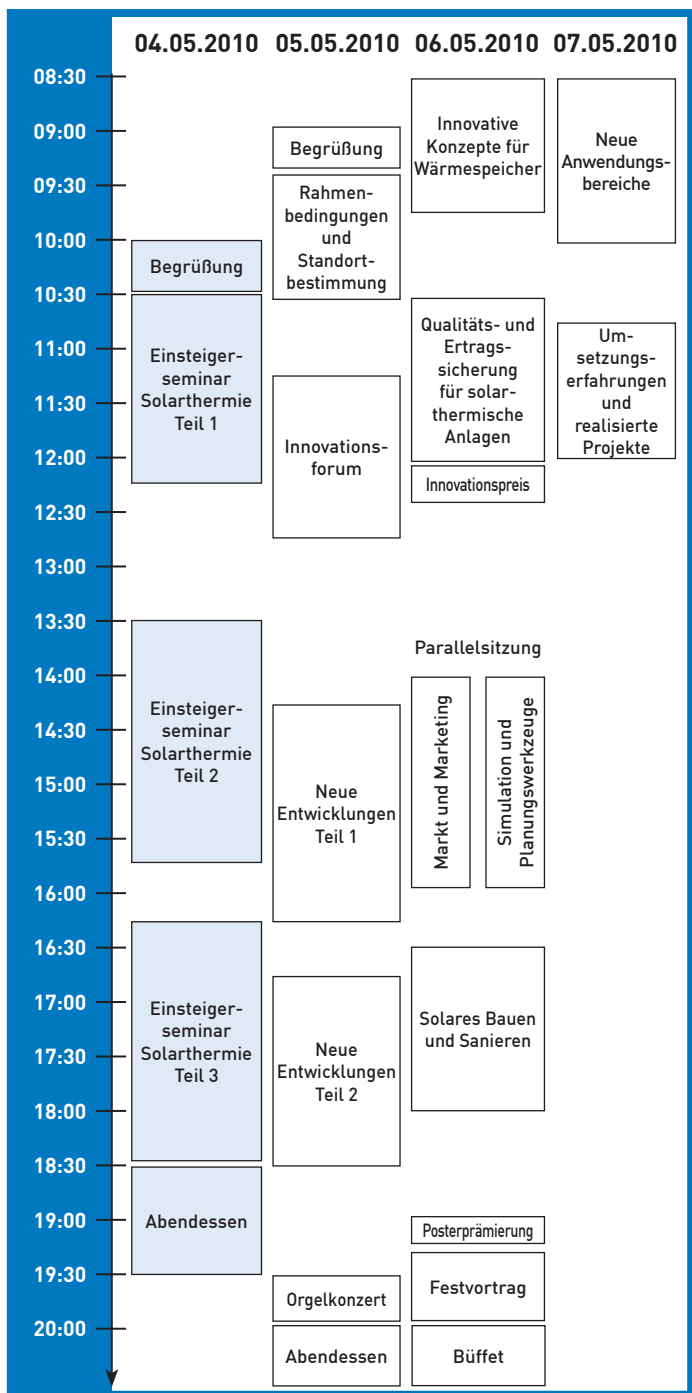 04.05.2010 05.05.2010 06.05.2010 07.05.2010
08:30
09:00
09:30
10:00
10:30
11:00
11:30
12:00
12:30
13:00
13:30
14:00
14:30
15:00
15:30
16:00
16:30
17:00
17:30
18:00
18:30
19:00
19:30
20:00
Begrüßung
Einsteiger-
seminar
Solarthermie
Teil 1
Einsteiger-
seminar
Solarthermie
Teil 2
Einsteiger-
seminar
Solarthermie
Teil 3
Abendessen
Begrüßung
Rahmen-
bedingungen
und
Standort-
bestimmung
Innovations-
forum
Neue
Entwicklungen
Teil 1
Neue
Entwicklungen
Teil 2
Orgelkonzert
Abendessen
Innovative
Konzepte für
Wärmespeicher
Qualitäts- und
Ertrags-
sicherung
für solar-
thermische
Anlagen
Innovationspreis
Parallelsitzung
Markt und Marketing
Simulation und
Planungswerkzeuge
Solares Bauen
und Sanieren
Posterprämierung
Festvortrag
Büffet
Neue
Anwendungs-
bereiche
Um-
setzungs-
erfahrungen
und
realisierte
Projekte